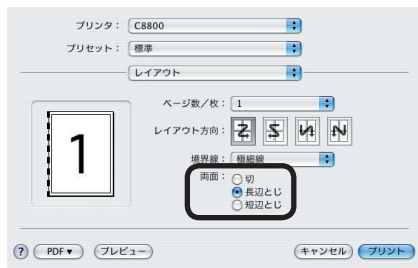 プリンタ： C8800
プリセット： 標準
レイアウト
ページ数/枚： 1
レイアウト方向：
境界線： 極細線
両面： 切
長辺とじ
短辺とじ
1
? PDF▼ プレビュー キャンセル プリント